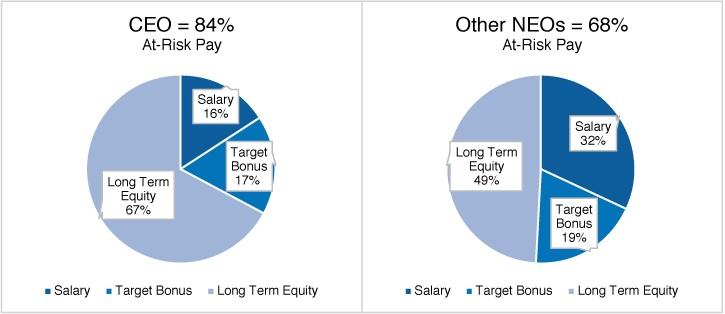 CEO = 84%
At-Risk Pay
Salary
16%
Target
Bonus
17%
Long Term
Equity
67%
Salary Target Bonus Long Term Equity
Other NEOs = 68%
At-Risk Pay
Salary
32%
Long Term
Equity
49%
Target
Bonus
19%
Salary Target Bonus Long Term Equity